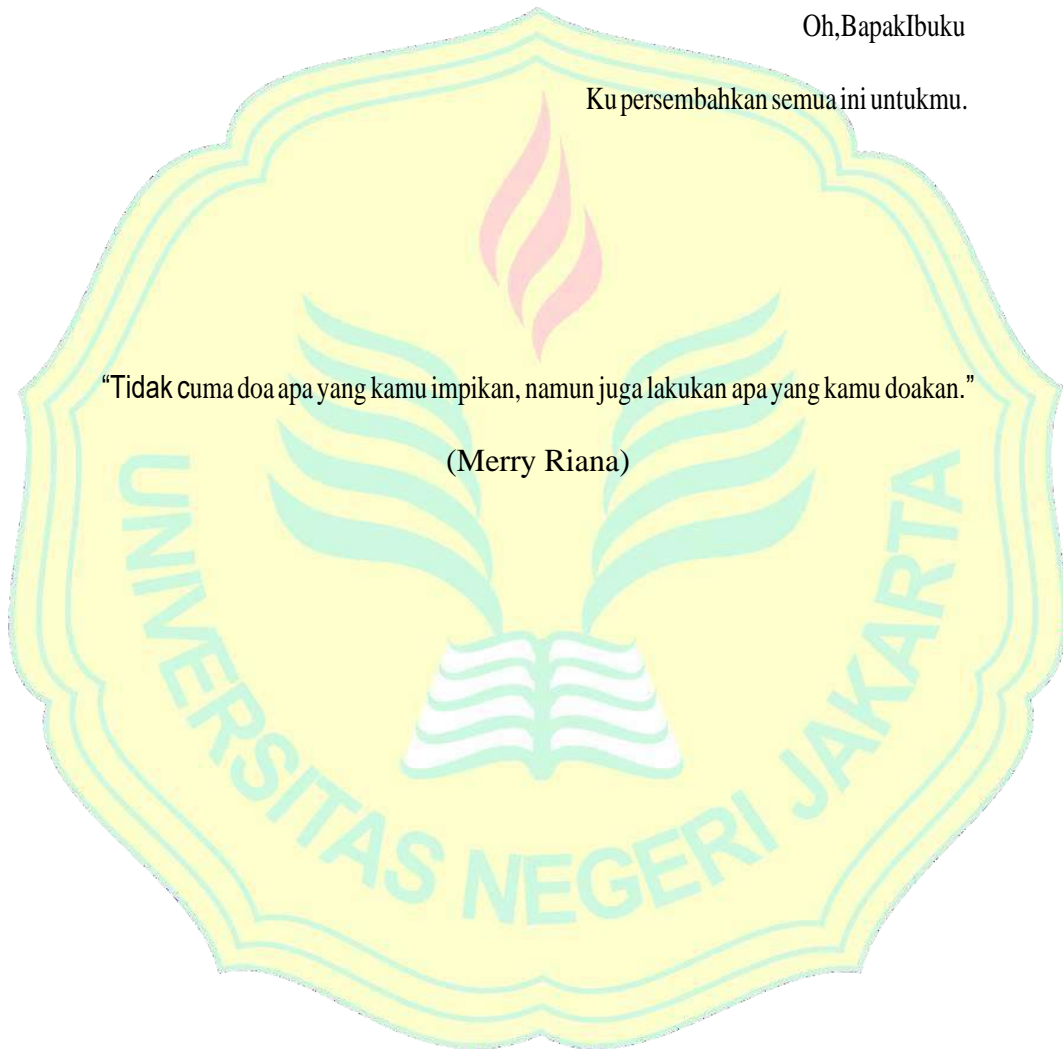 Oh,BapakIbuku
Ku persembahkan semua ini untukmu.
“Tidak cuma doa apa yang kamu impikan, namun juga lakukan apa yang kamu doakan.”
(Merry Riana)
UNIVERSITAS NEGERI JAKARTA